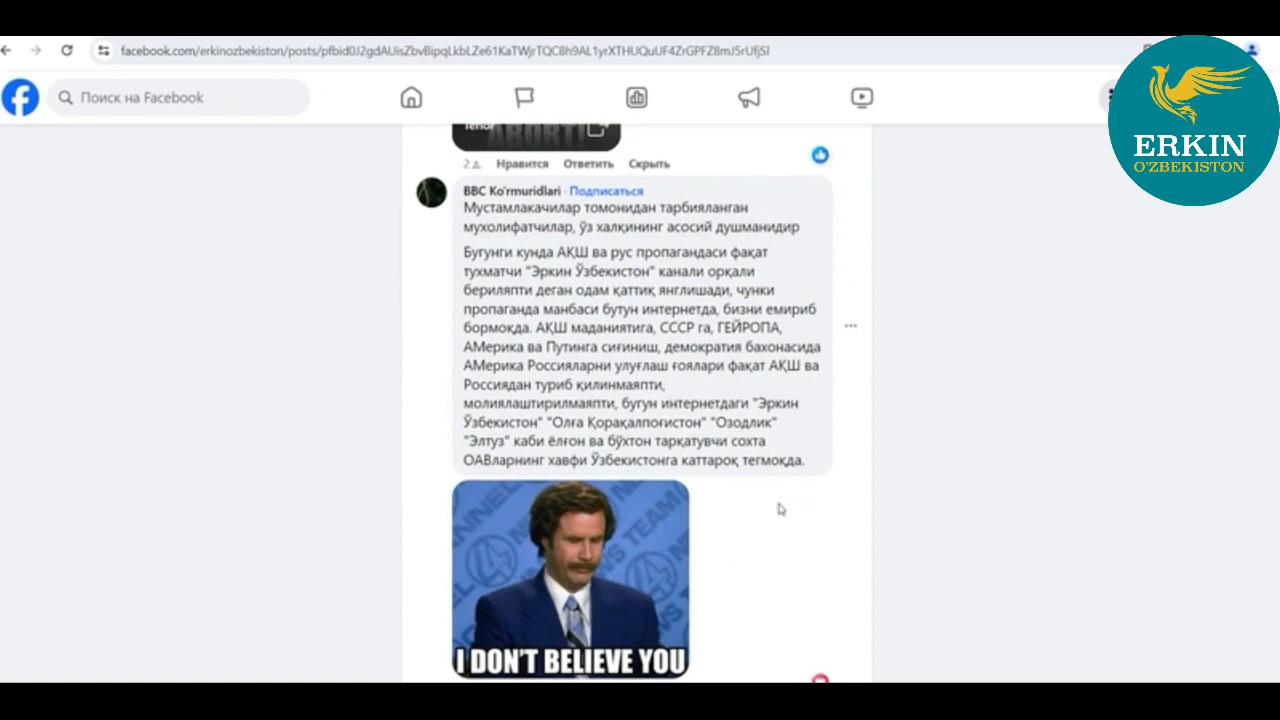 facebook.com/erkinozbekiston/posts/pfbid0J2gdAUisZbvBipqLkbLZe61KaTWjrTQC8h9AL1yrXTHUQuUF4ZrGPFZ8mJ5rUfjSl
Поиск на Facebook
ERKIN
O'ZBEKISTON
Tenor
ABORT!
2 д.  Нравится  Ответить  Скрыть
BBC Ko'rmuridlari · Подписаться
Мустамлакачилар томонидан тарбияланган
мухолифатчилар, ўз халқининг асосий душманидир
Бугунги кунда АҚШ ва рус пропагандаси фақат
тухматчи "Эркин Ўзбекистон" канали орқали
бериляпти деган одам қаттиқ янглишади, чунки
пропаганда манбаси бутун интернетда, бизни емириб
бормоқда. АҚШ маданиятига, СССР га, ГЕЙРОПА,
АМерика ва Путинга сиғиниш, демократия бахонасида
АМерика Россияларни улуғлаш ғоялари фақат АҚШ ва
Россиядан туриб қилинмаяпти,
молиялаштирилмаяпти, бугун интернетдаги "Эркин
Ўзбекистон" "Олға Қорақалпоғистон" "Озодлик"
"Элтуз" каби ёлғон ва бўхтон тарқатувчи сохта
ОАВларнинг хавфи Ўзбекистонга каттароқ тегмоқда.
I DON'T BELIEVE YOU